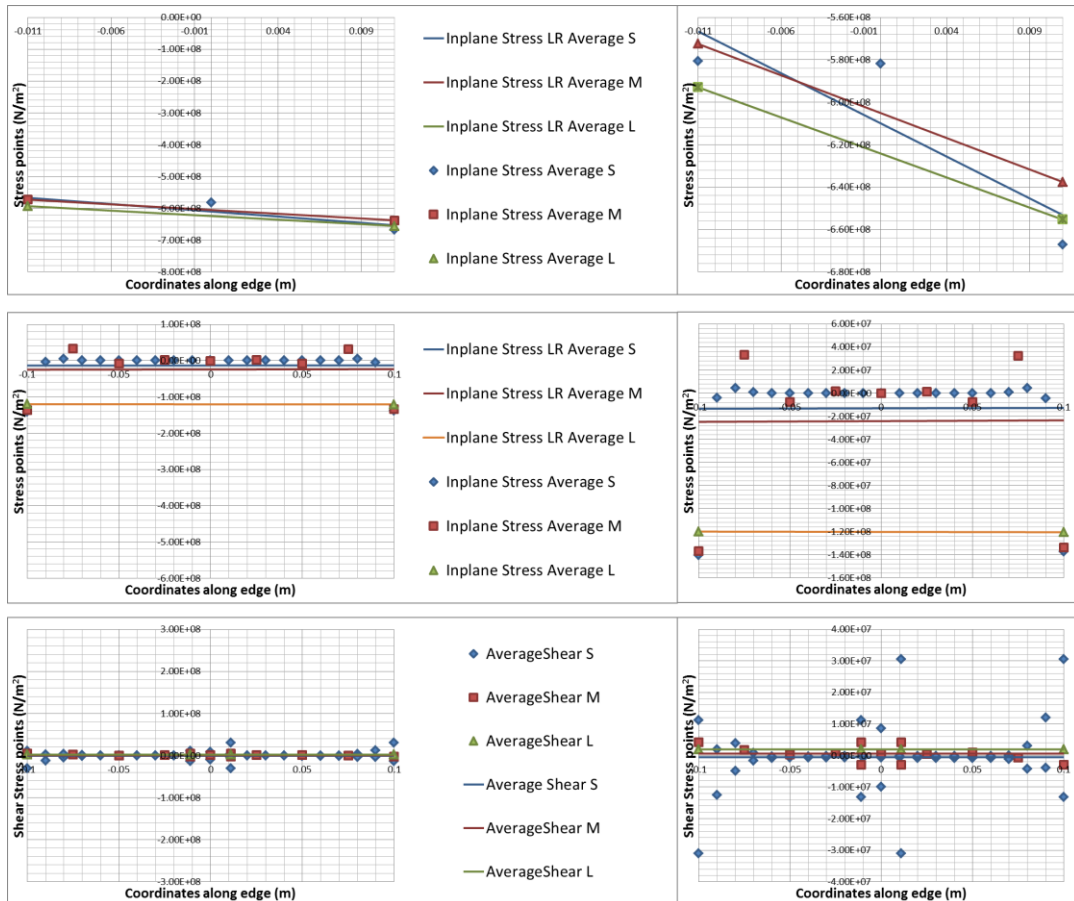 0.00E+00
-0.011 -0.006 -0.001 0.004 0.009
-1.00E+08
-2.00E+08
-3.00E+08
-4.00E+08
-5.00E+08
-6.00E+08
-7.00E+08
-8.00E+08
Stress points (N/m²)
Coordinates along edge (m)
Inplane Stress LR Average S
Inplane Stress LR Average M
Inplane Stress LR Average L
Inplane Stress Average S
Inplane Stress Average M
Inplane Stress Average L
-5.60E+08
-0.011 -0.006 -0.001 0.004 0.009
-5.80E+08
-6.00E+08
-6.20E+08
-6.40E+08
-6.60E+08
-6.80E+08
Stress points (N/m²)
Coordinates along edge (m)
1.00E+08
0.00E+00
-0.1 -0.05 0 0.05 0.1
-1.00E+08
-2.00E+08
-3.00E+08
-4.00E+08
-5.00E+08
-6.00E+08
Stress points (N/m²)
Coordinates along edge (m)
Inplane Stress LR Average S
Inplane Stress LR Average M
Inplane Stress LR Average L
Inplane Stress Average S
Inplane Stress Average M
Inplane Stress Average L
6.00E+07
4.00E+07
2.00E+07
0.00E+00
-0.1 -0.05 0 0.05 0.1
-2.00E+07
-4.00E+07
-6.00E+07
-8.00E+07
-1.00E+08
-1.20E+08
-1.40E+08
-1.60E+08
Stress points (N/m²)
Coordinates along edge (m)
3.00E+08
2.00E+08
1.00E+08
0.00E+00
-0.1 -0.05 0 0.05 0.1
-1.00E+08
-2.00E+08
-3.00E+08
Shear Stress points (N/m²)
Coordinates along edge (m)
AverageShear S
AverageShear M
AverageShear L
Average Shear S
AverageShear M
AverageShear L
4.00E+07
3.00E+07
2.00E+07
1.00E+07
0.00E+00
-0.1 -0.05 0 0.05 0.1
-1.00E+07
-2.00E+07
-3.00E+07
-4.00E+07
Shear Stress points (N/m²)
Coordinates along edge (m)